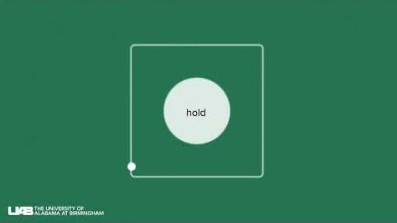 hold
UAB THE UNIVERSITY OF
ALABAMA AT BIRMINGHAM